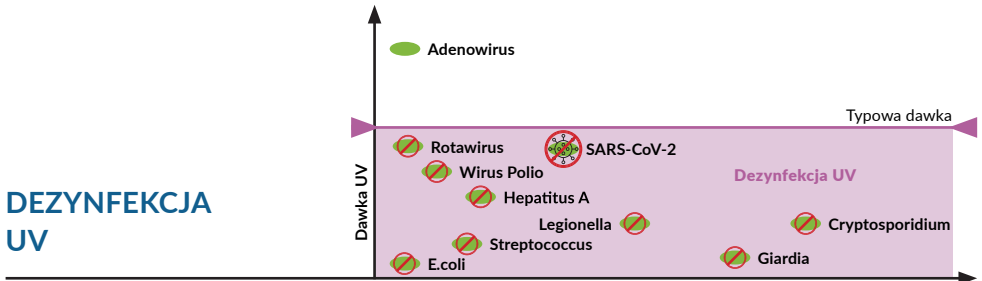 Adenowirus
Typowa dawka
Rotawirus
SARS-CoV-2
Wirus Polio
Dezynfekcja UV
Hepatitus A
Dawka UV
DEZYNFEKCJA
UV
Legionella
Cryptosporidium
Streptococcus
Giardia
E.coli